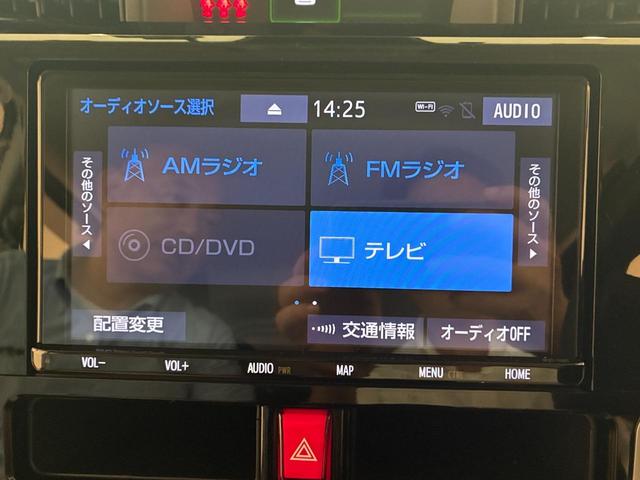 オーディオソース選択
14:25
Wi-Fi
AUDIO
その他のソース
AMラジオ
FMラジオ
その他のソース
CD/DVD
テレビ
配置変更
交通情報
オーディオOFF
VOL-
VOL+
AUDIO PWR
MAP
MENU
HOME